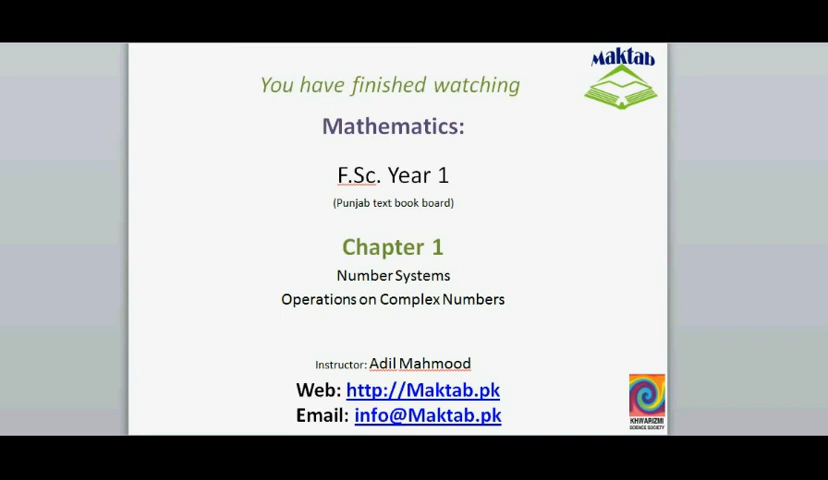 Maktab
You have finished watching
Mathematics:
F.Sc. Year 1
(Punjab text book board)
Chapter 1
Number Systems
Operations on Complex Numbers
Instructor: Adil Mahmood
Web: http://Maktab.pk
Email: info@Maktab.pk
KHWARIZMI
SCIENCE SOCIETY